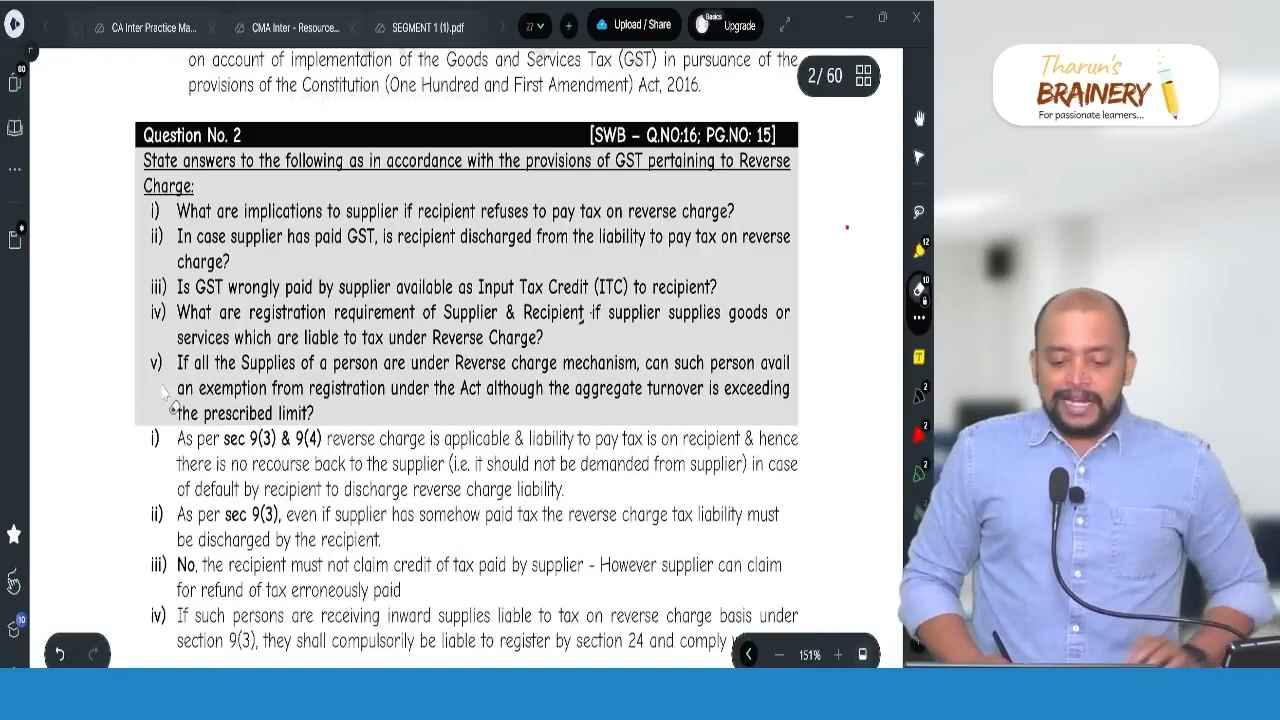 CA Inter Practice Ma...
CMA Inter - Resource...
SEGMENT 1 (1).pdf
27
Upload / Share
Basics
Upgrade
on account of implementation of the Goods and Services Tax (GST) in pursuance of the
provisions of the Constitution (One Hundred and First Amendment) Act, 2016.
2/ 60
Question No. 2 [SWB – Q.NO:16; PG.NO: 15]
State answers to the following as in accordance with the provisions of GST pertaining to Reverse
Charge:
i) What are implications to supplier if recipient refuses to pay tax on reverse charge?
ii) In case supplier has paid GST, is recipient discharged from the liability to pay tax on reverse
charge?
iii) Is GST wrongly paid by supplier available as Input Tax Credit (ITC) to recipient?
iv) What are registration requirement of Supplier & Recipient if supplier supplies goods or
services which are liable to tax under Reverse Charge?
v) If all the Supplies of a person are under Reverse charge mechanism, can such person avail
an exemption from registration under the Act although the aggregate turnover is exceeding
the prescribed limit?
i) As per sec 9(3) & 9(4) reverse charge is applicable & liability to pay tax is on recipient & hence
there is no recourse back to the supplier (i.e. it should not be demanded from supplier) in case
of default by recipient to discharge reverse charge liability.
ii) As per sec 9(3), even if supplier has somehow paid tax the reverse charge tax liability must
be discharged by the recipient.
iii) No, the recipient must not claim credit of tax paid by supplier - However supplier can claim
for refund of tax erroneously paid
iv) If such persons are receiving inward supplies liable to tax on reverse charge basis under
section 9(3), they shall compulsorily be liable to register by section 24 and comply
151%
60
10
12
10
T
2
2
2
Tharun's
BRAINERY
For passionate learners...